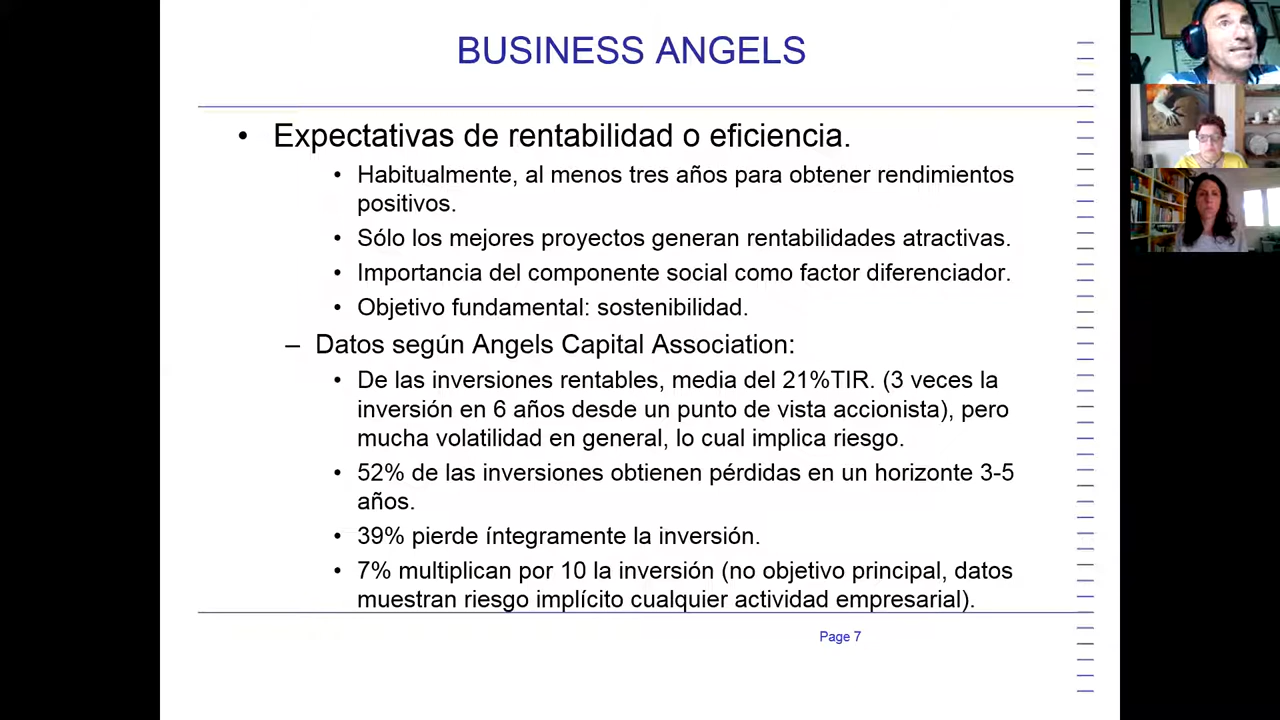 BUSINESS ANGELS
• Expectativas de rentabilidad o eficiencia.
• Habitualmente, al menos tres años para obtener rendimientos
positivos.
• Sólo los mejores proyectos generan rentabilidades atractivas.
• Importancia del componente social como factor diferenciador.
• Objetivo fundamental: sostenibilidad.
– Datos según Angels Capital Association:
• De las inversiones rentables, media del 21%TIR. (3 veces la
inversión en 6 años desde un punto de vista accionista), pero
mucha volatilidad en general, lo cual implica riesgo.
• 52% de las inversiones obtienen pérdidas en un horizonte 3-5
años.
• 39% pierde íntegramente la inversión.
• 7% multiplican por 10 la inversión (no objetivo principal, datos
muestran riesgo implícito cualquier actividad empresarial).
Page 7